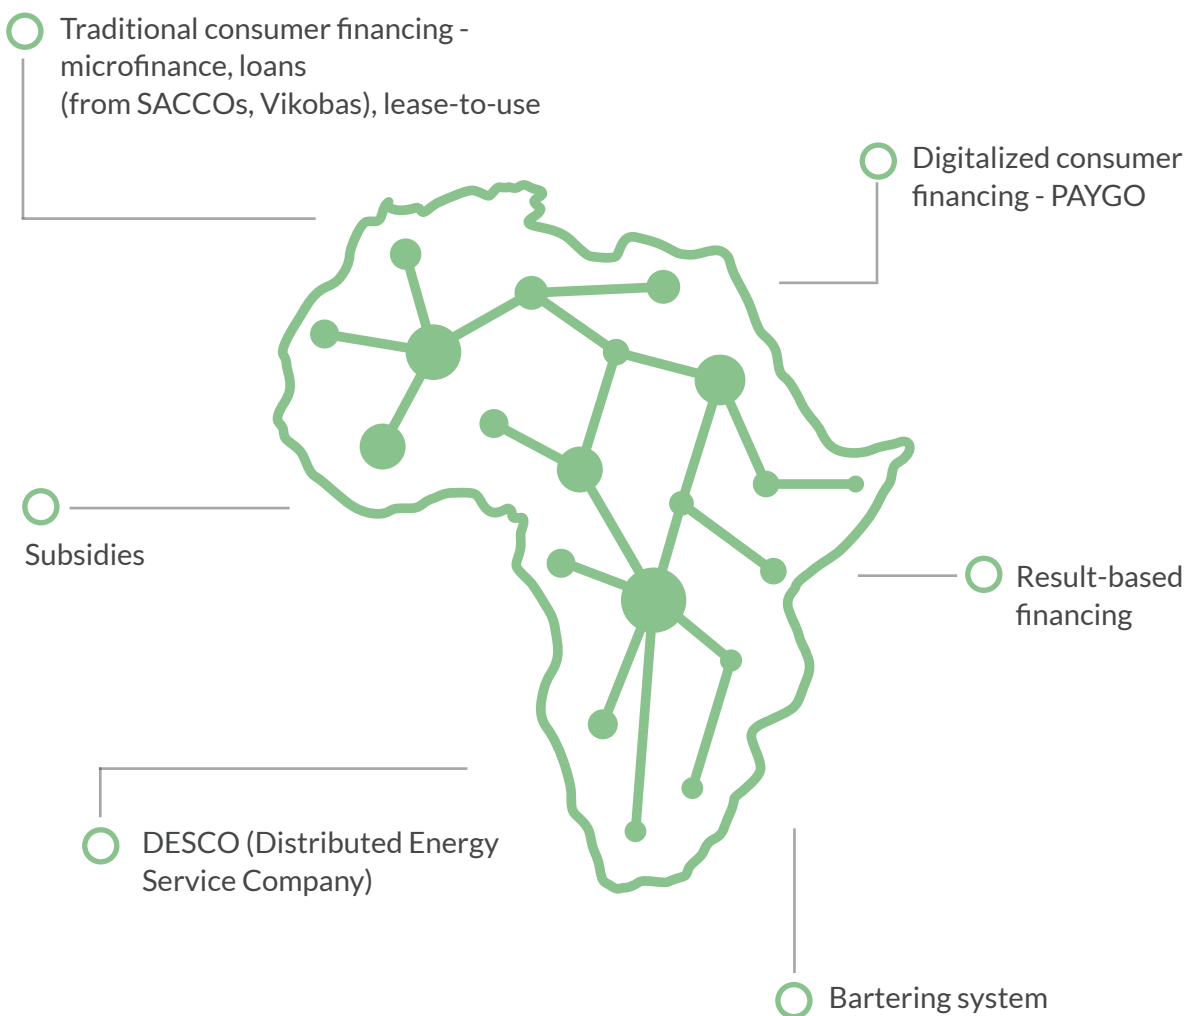 Traditional consumer financing -
microfinance, loans
(from SACCOs, Vikobas), lease-to-use
Digitalized consumer
financing - PAYGO
Subsidies
Result-based
financing
DESCO (Distributed Energy
Service Company)
Bartering system